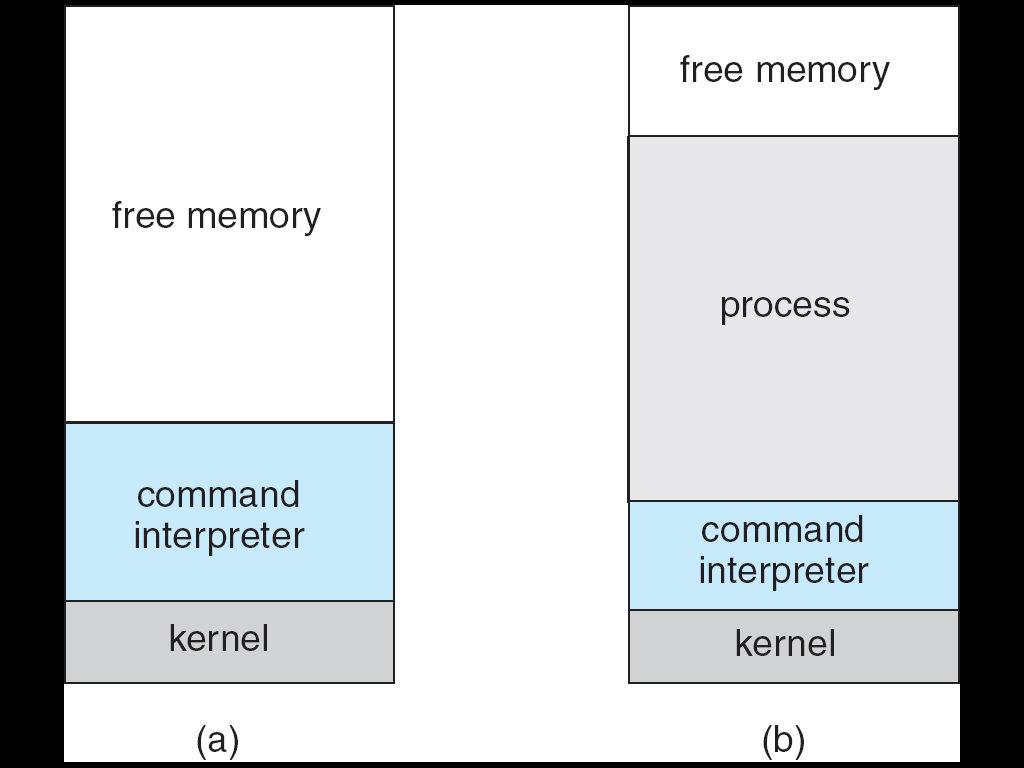 free memory
command
interpreter
kernel
(a)
free memory
process
command
interpreter
kernel
(b)